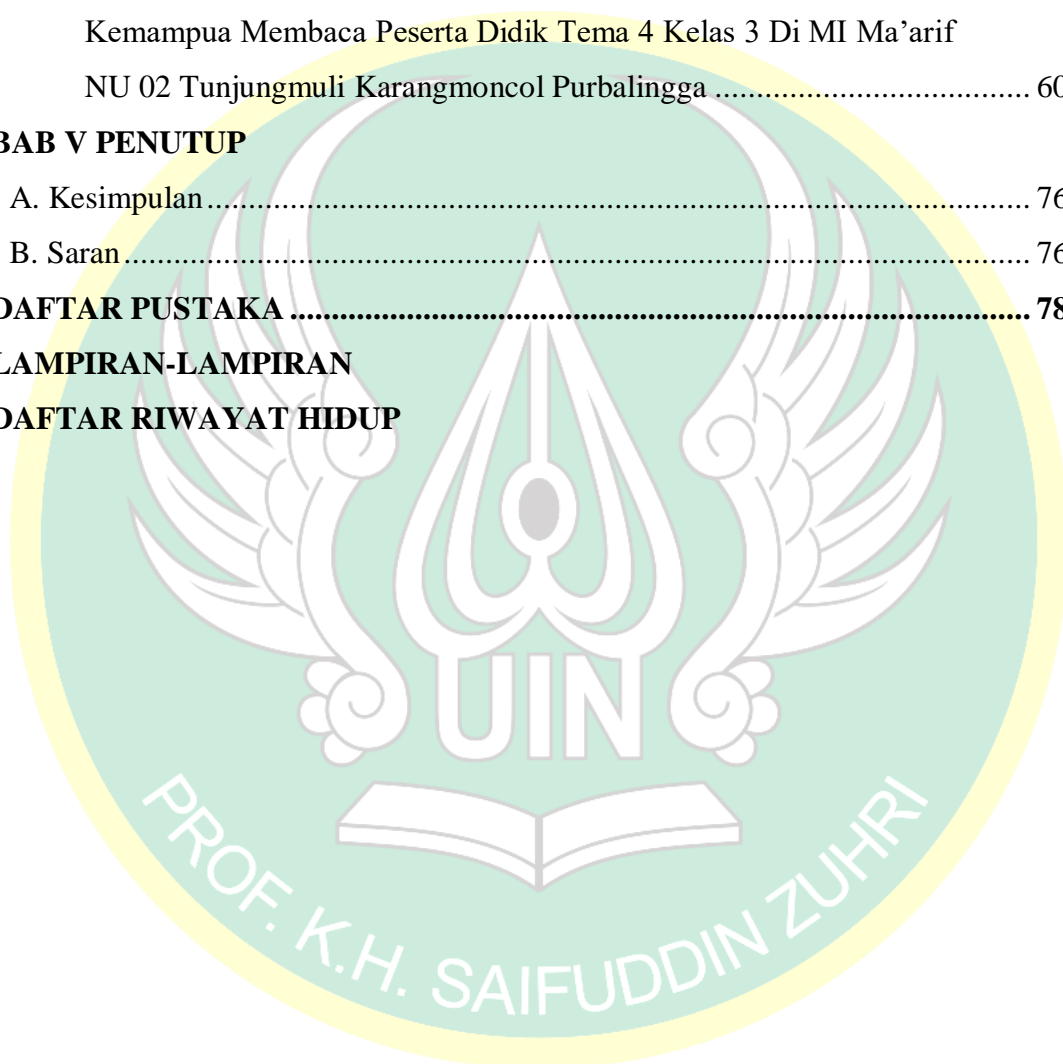 Kemampua Membaca Peserta Didik Tema 4 Kelas 3 Di MI Ma’arif
NU 02 Tunjungmuli Karangmoncol Purbalingga ...................................... 60
BAB V PENUTUP
A. Kesimpulan.................................................................................................... 76
B. Saran.............................................................................................................. 76
DAFTAR PUSTAKA .......................................................................................... 78
LAMPIRAN-LAMPIRAN
DAFTAR RIWAYAT HIDUP
UIN
PROF. K.H. SAIFUDDIN ZUHRI